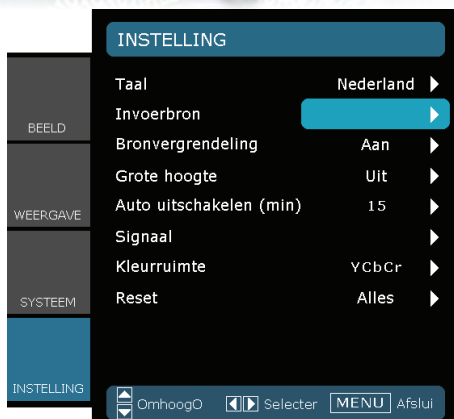 INSTELLING
Taal Nederland
Invoerbron
Bronvergrendeling Aan
Grote hoogte Uit
Auto uitschakelen (min) 15
Signaal
Kleurruimte YCbCr
Reset Alles
BEELD
WEERGAVE
SYSTEEM
INSTELLING
OmhoogO Selecter MENU Afslui